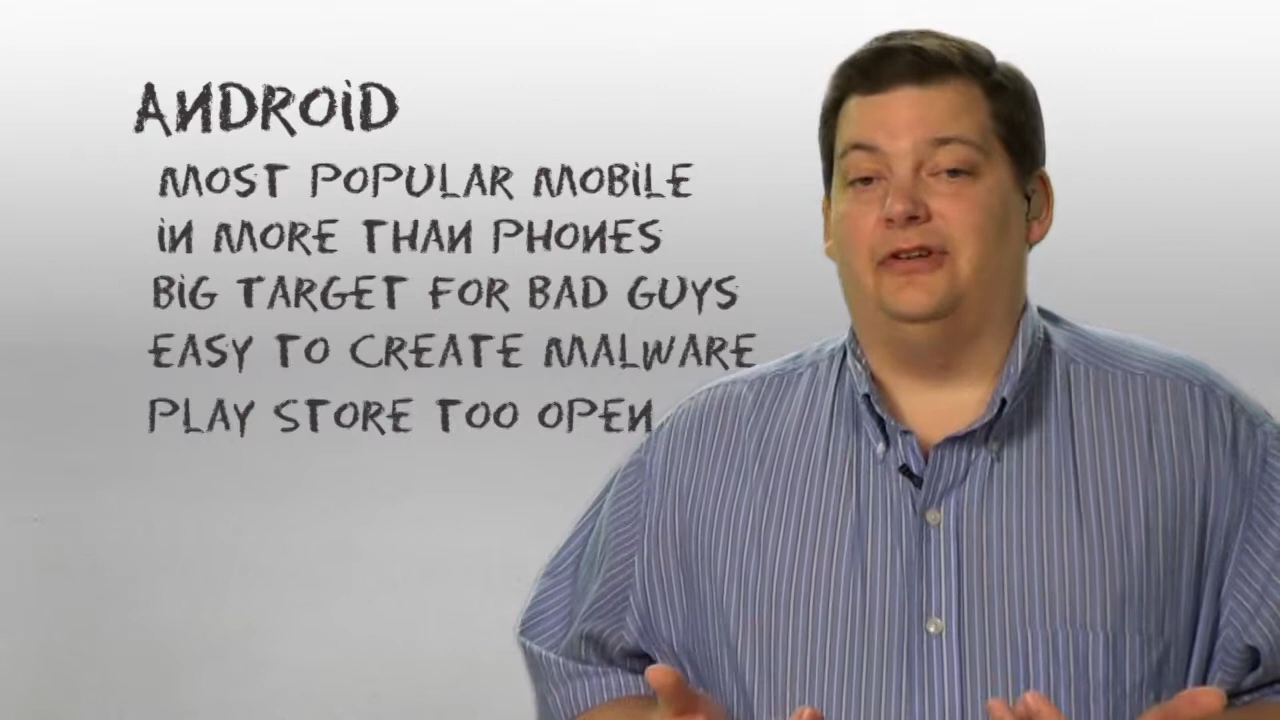 ANDROiD
MOST POPULAR MOBiLE
iN MORE THAN PHONES
BiG TARGET FOR BAD GUYS
EASY TO CREATE MALWARE
PLAY STORE TOO OPEN